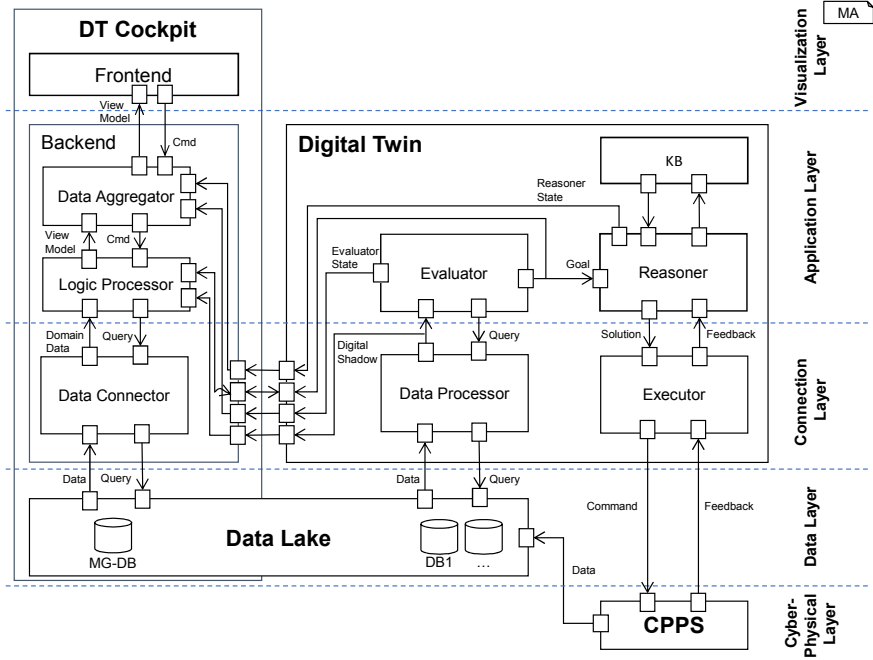 MA
DT Cockpit
Visualization
Layer
Frontend
View
Model
Cmd
Backend
Digital Twin
Application Layer
KB
Reasoner
State
Data Aggregator
View
Model
Cmd
Evaluator
State
Evaluator
Goal
Reasoner
Logic Processor
Domain
Data
Query
Digital
Shadow
Query
Solution
Feedback
Connection
Layer
Data Connector
Data Processor
Executor
Data
Query
Data
Query
Command
Feedback
Data Layer
Data Lake
MG-DB
DB1
...
Data
CPPS
Cyber-
Physical
Layer